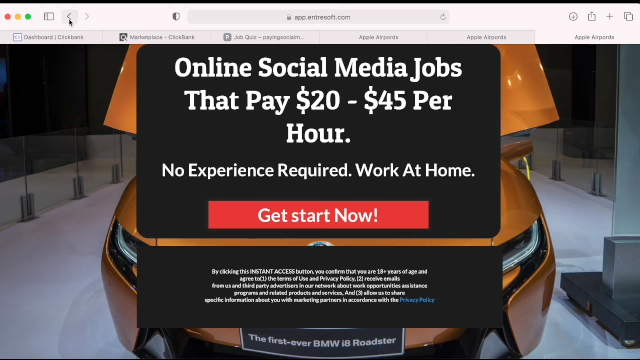 app.entresoft.com
Dashboard | Clickbank
Marketplace - ClickBank
Job Quiz - payingsocialm...
Apple Airpords
Apple Airpords
Apple Airpords
Online Social Media Jobs
That Pay $20 - $45 Per
Hour.
No Experience Required. Work At Home.
Get start Now!
By clicking this INSTANT ACCESS button, you confirm that you are 18+ years of age and
agree to(1) the terms of Use and Privacy Policy, (2) receive emails
from us and third party advertisers in our network about work opportunities assistance
programs and related products and services, And (3) allow us to share
specific information about you with marketing partners in accordance with the Privacy Policy
The first-ever BMW i8 Roadster